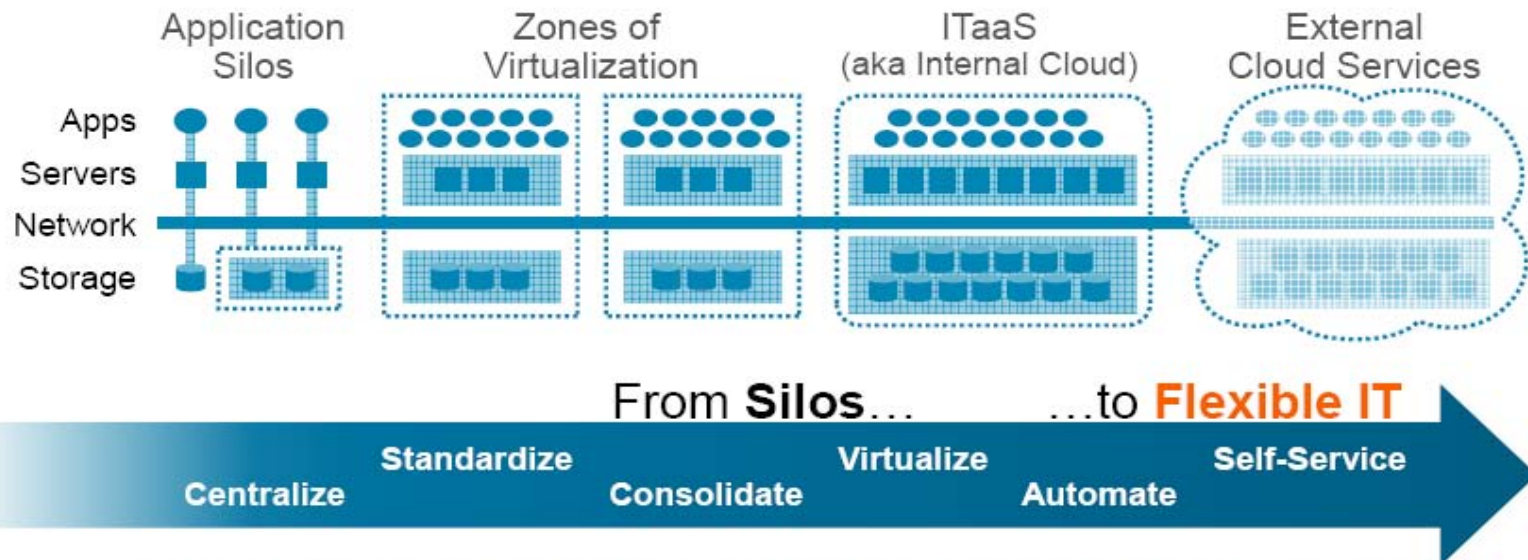 Application
Silos
Zones of
Virtualization
ITaaS
(aka Internal Cloud)
External
Cloud Services
Apps
Servers
Network
Storage
From Silos... ...to Flexible IT
Standardize Virtualize Self-Service
Centralize Consolidate Automate